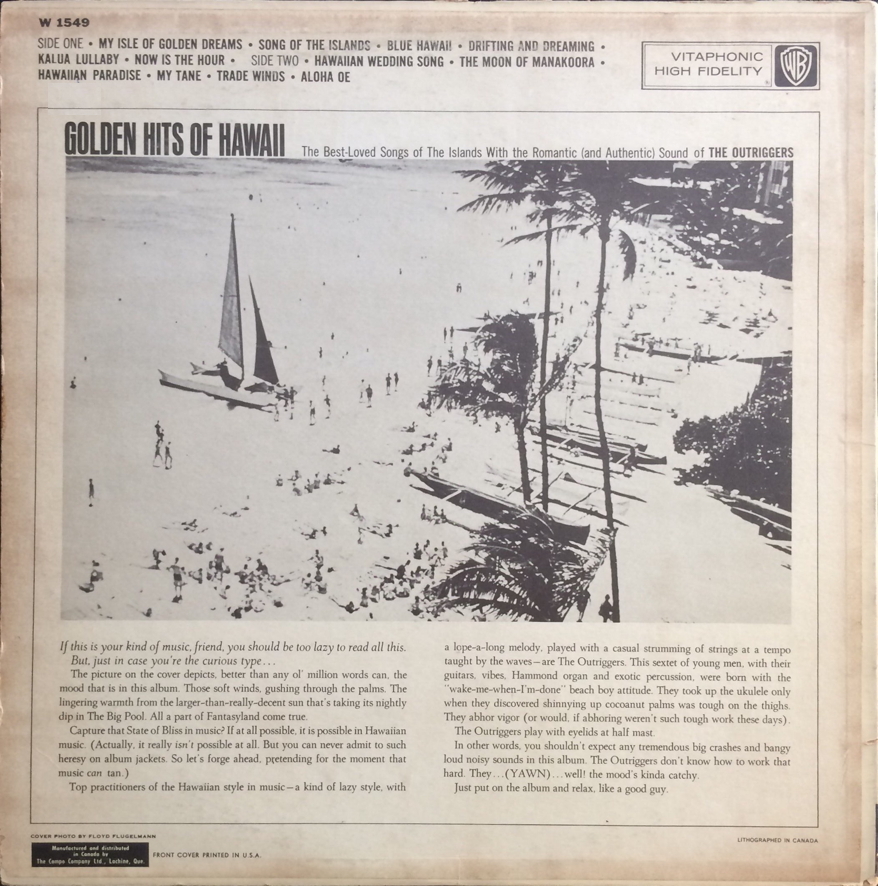 W 1549
SIDE ONE • MY ISLE OF GOLDEN DREAMS • SONG OF THE ISLANDS • BLUE HAWAII • DRIFTING AND DREAMING •
KALUA LULLABY • NOW IS THE HOUR • SIDE TWO • HAWAIIAN WEDDING SONG • THE MOON OF MANAKOORA •
HAWAIIAN PARADISE • MY TANE • TRADE WINDS • ALOHA OE
VITAPHONIC
HIGH FIDELITY
WB
GOLDEN HITS OF HAWAII The Best-Loved Songs of The Islands With the Romantic (and Authentic) Sound of THE OUTRIGGERS
If this is your kind of music, friend, you should be too lazy to read all this.
But, just in case you're the curious type...
The picture on the cover depicts, better than any ol' million words can, the
mood that is in this album. Those soft winds, gushing through the palms. The
lingering warmth from the larger-than-really-decent sun that's taking its nightly
dip in The Big Pool. All a part of Fantasyland come true.
Capture that State of Bliss in music? If at all possible, it is possible in Hawaiian
music. (Actually, it really isn't possible at all. But you can never admit to such
heresy on album jackets. So let's forge ahead, pretending for the moment that
music can tan.)
Top practitioners of the Hawaiian style in music—a kind of lazy style, with
a lope-a-long melody, played with a casual strumming of strings at a tempo
taught by the waves—are The Outriggers. This sextet of young men, with their
guitars, vibes, Hammond organ and exotic percussion, were born with the
"wake-me-when-I'm-done" beach boy attitude. They took up the ukulele only
when they discovered shinnying up cocoanut palms was tough on the thighs.
They abhor vigor (or would, if abhoring weren't such tough work these days).
The Outriggers play with eyelids at half mast.
In other words, you shouldn't expect any tremendous big crashes and bangy
loud noisy sounds in this album. The Outriggers don't know how to work that
hard. They...(YAWN)...well! the mood's kinda catchy.
Just put on the album and relax, like a good guy.
COVER PHOTO BY FLOYD FLUGELMANN
Manufactured and distributed
in Canada by
The Compo Company Ltd., Lachine, Que.
FRONT COVER PRINTED IN U.S.A.
LITHOGRAPHED IN CANADA